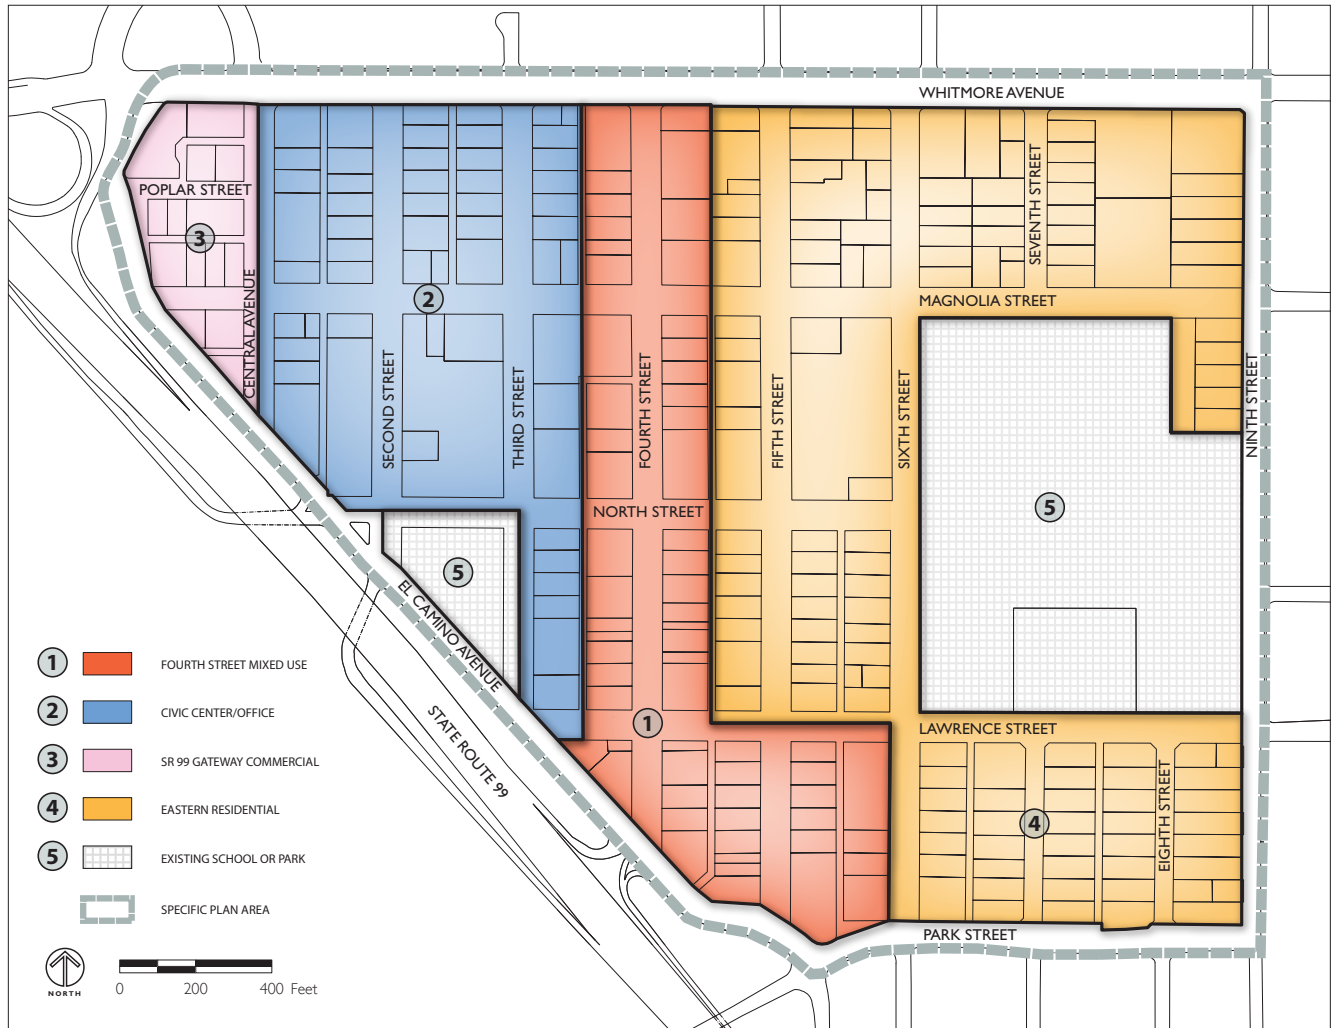 WHITMORE AVENUE
POPLAR STREET
3
CENTRAL AVENUE
2
SECOND STREET
THIRD STREET
FOURTH STREET
FIFTH STREET
SIXTH STREET
SEVENTH STREET
MAGNOLIA STREET
NINTH STREET
5
NORTH STREET
5
EL CAMINO AVENUE
STATE ROUTE 99
1
LAWRENCE STREET
4
EIGHTH STREET
PARK STREET
1 FOURTH STREET MIXED USE
2 CIVIC CENTER/OFFICE
3 SR 99 GATEWAY COMMERCIAL
4 EASTERN RESIDENTIAL
5 EXISTING SCHOOL OR PARK
SPECIFIC PLAN AREA
NORTH
0 200 400 Feet